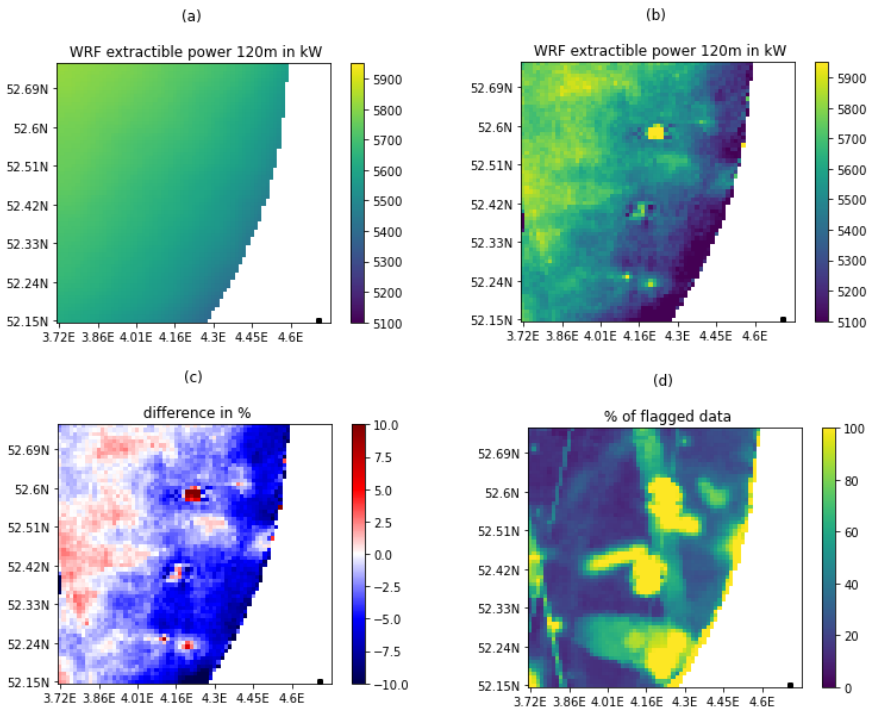 (a)
WRF extractible power 120m in kW
52.69N
52.6N
52.51N
52.42N
52.33N
52.24N
52.15N
3.72E 3.86E 4.01E 4.16E 4.3E 4.45E 4.6E
5900
5800
5700
5600
5500
5400
5300
5200
5100
(b)
WRF extractible power 120m in kW
52.69N
52.6N
52.51N
52.42N
52.33N
52.24N
52.15N
3.72E 3.86E 4.01E 4.16E 4.3E 4.45E 4.6E
5900
5800
5700
5600
5500
5400
5300
5200
5100
(c)
difference in %
52.69N
52.6N
52.51N
52.42N
52.33N
52.24N
52.15N
3.72E 3.86E 4.01E 4.16E 4.3E 4.45E 4.6E
10.0
7.5
5.0
2.5
0.0
−2.5
−5.0
−7.5
−10.0
(d)
% of flagged data
52.69N
52.6N
52.51N
52.42N
52.33N
52.24N
52.15N
3.72E 3.86E 4.01E 4.16E 4.3E 4.45E 4.6E
100
80
60
40
20
0